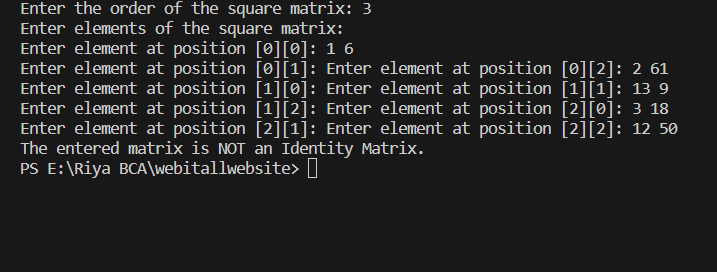 Enter the order of the square matrix: 3
Enter elements of the square matrix:
Enter element at position [0][0]: 1 6
Enter element at position [0][1]: Enter element at position [0][2]: 2 61
Enter element at position [1][0]: Enter element at position [1][1]: 13 9
Enter element at position [1][2]: Enter element at position [2][0]: 3 18
Enter element at position [2][1]: Enter element at position [2][2]: 12 50
The entered matrix is NOT an Identity Matrix.
PS E:\Riya BCA\webitallwebsite>